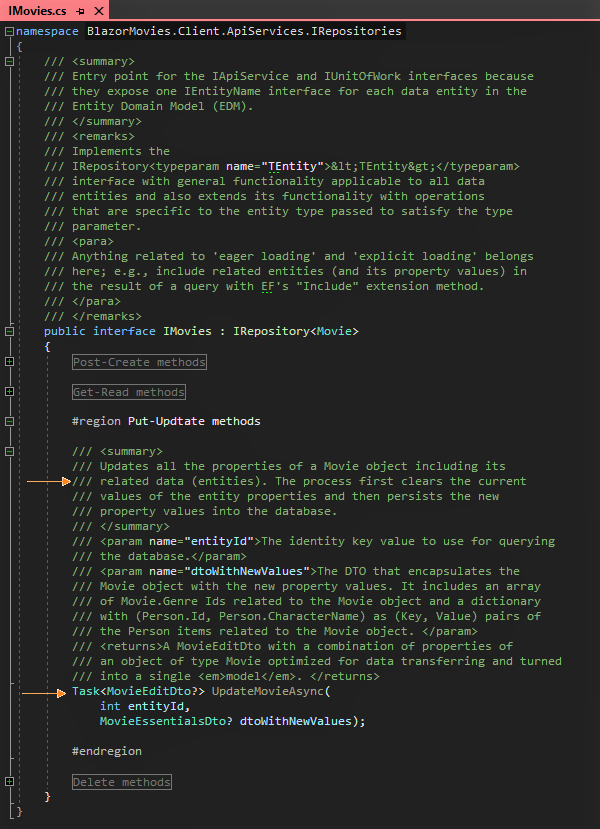 IMovies.cs
namespace BlazorMovies.Client.ApiServices.IRepositories
{
/// <summary>
/// Entry point for the IApiService and IUnitOfWork interfaces because
/// they expose one IEntityName interface for each data entity in the
/// Entity Domain Model (EDM).
/// </summary>
/// <remarks>
/// Implements the
/// IRepository<typeparam name="TEntity">&lt;TEntity&gt;</typeparam>
/// interface with general functionality applicable to all data
/// entities and also extends its functionality with operations
/// that are specific to the entity type passed to satisfy the type
/// parameter.
/// <para>
/// Anything related to 'eager loading' and 'explicit loading' belongs
/// here; e.g., include related entities (and its property values) in
/// the result of a query with EF's "Include" extension method.
/// </para>
/// </remarks>
public interface IMovies : IRepository<Movie>
{
Post-Create methods
Get-Read methods
#region Put-Updtate methods
/// <summary>
/// Updates all the properties of a Movie object including its
/// related data (entities). The process first clears the current
/// values of the entity properties and then persists the new
/// property values into the database.
/// </summary>
/// <param name="entityId">The identity key value to use for querying
/// the database.</param>
/// <param name="dtoWithNewValues">The DTO that encapsulates the
/// Movie object with the new property values. It includes an array
/// of Movie.Genre Ids related to the Movie object and a dictionary
/// with (Person.Id, Person.CharacterName) as (Key, Value) pairs of
/// the Person items related to the Movie object. </param>
/// <returns>A MovieEditDto with a combination of properties of
/// an object of type Movie optimized for data transferring and turned
/// into a single <em>model</em>. </returns>
Task<MovieEditDto?> UpdateMovieAsync(
int entityId,
MovieEssentialsDto? dtoWithNewValues);
#endregion
Delete methods
}
}